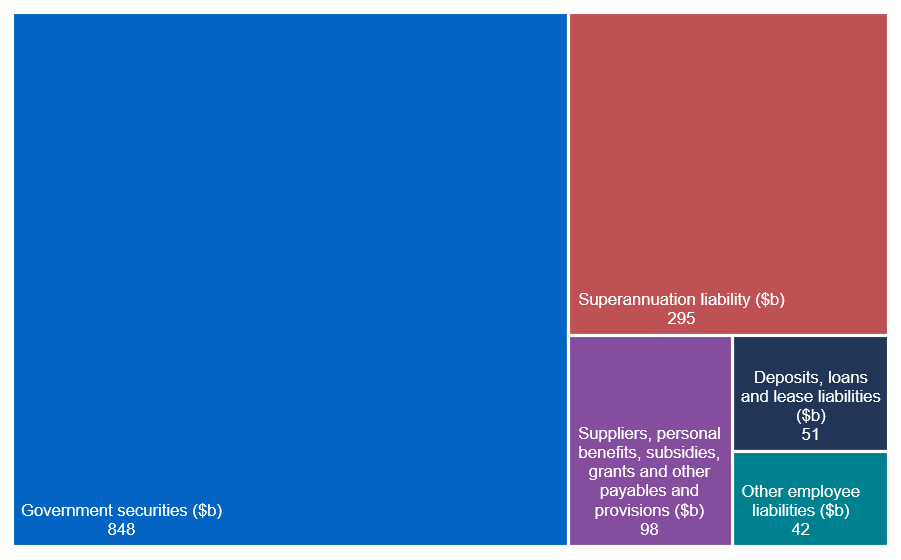 Superannuation liability ($b)
295
Deposits, loans
and lease liabilities
($b)
51
Suppliers, personal
benefits, subsidies,
grants and other
payables and
provisions ($b)
98
Other employee
liabilities ($b)
42
Government securities ($b)
848